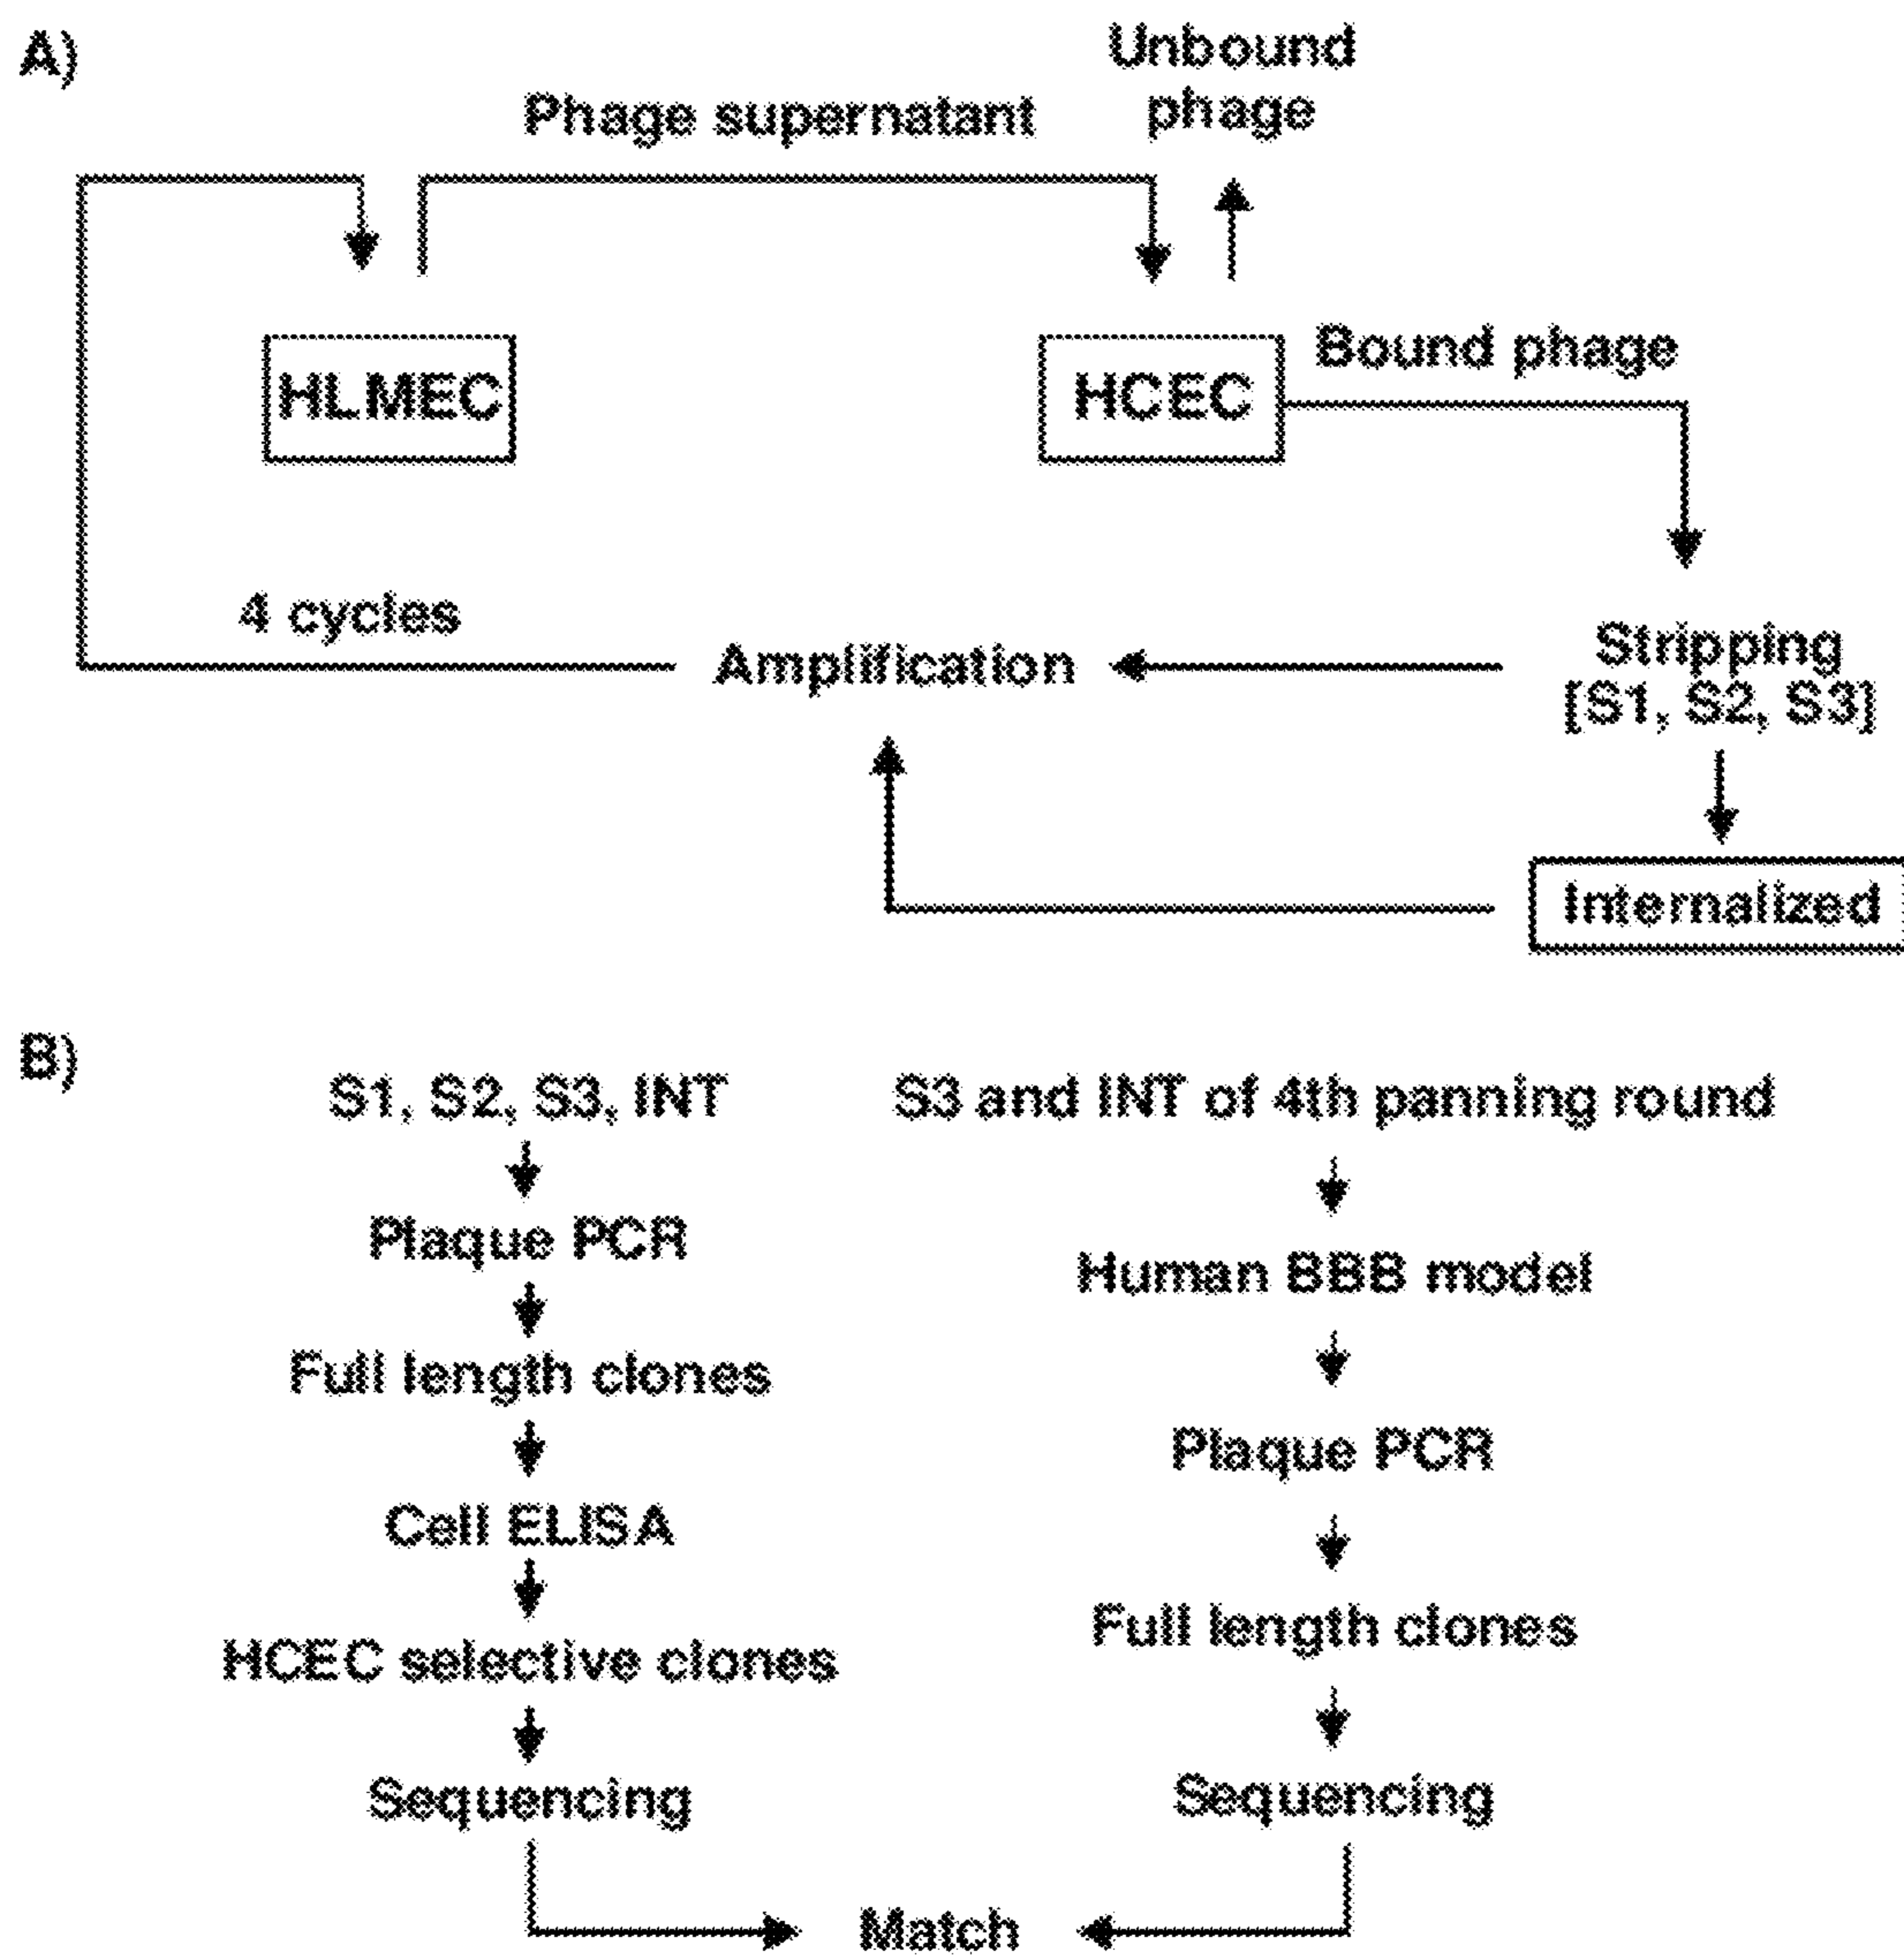 A)
Unbound
phage
Phage supernatant
HLMEC
HCEC
Bound phage
4 cycles
Amplification
Stripping
[S1, S2, S3]
Internalized
B)
S1, S2, S3, INT
Plaque PCR
Full length clones
Cell ELISA
HCEC selective clones
Sequencing
S3 and INT of 4th panning round
Human BBB model
Plaque PCR
Full length clones
Sequencing
Match